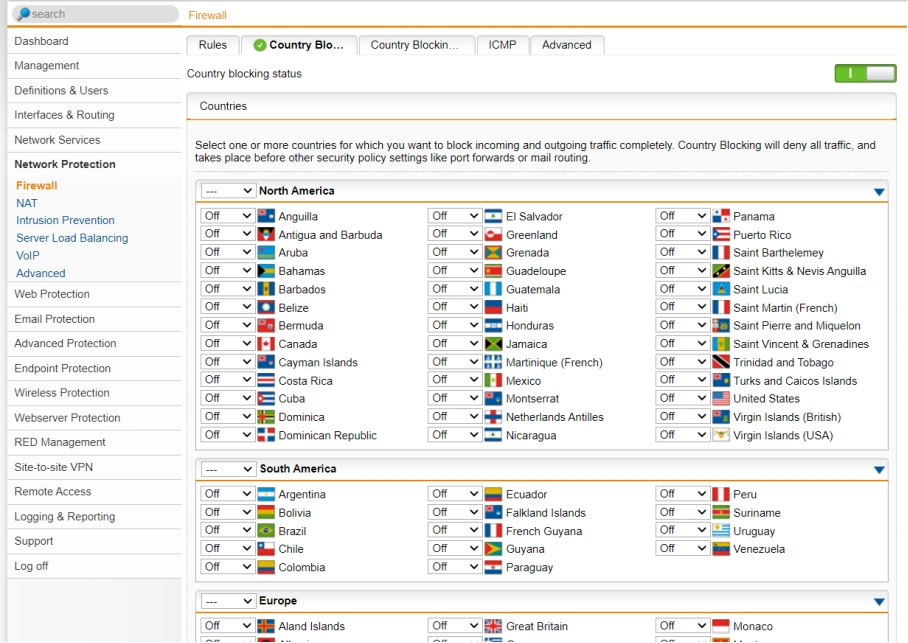 search
Firewall
Dashboard
Management
Definitions & Users
Interfaces & Routing
Network Services
Network Protection
Firewall
NAT
Intrusion Prevention
Server Load Balancing
VoIP
Advanced
Web Protection
Email Protection
Advanced Protection
Endpoint Protection
Wireless Protection
Webserver Protection
RED Management
Site-to-site VPN
Remote Access
Logging & Reporting
Support
Log off
Rules Country Blo... Country Blockin... ICMP Advanced
Country blocking status
Countries
Select one or more countries for which you want to block incoming and outgoing traffic completely. Country Blocking will deny all traffic, and
takes place before other security policy settings like port forwards or mail routing.
--- North America
Off Anguilla Off El Salvador Off Panama
Off Antigua and Barbuda Off Greenland Off Puerto Rico
Off Aruba Off Grenada Off Saint Barthelemey
Off Bahamas Off Guadeloupe Off Saint Kitts & Nevis Anguilla
Off Barbados Off Guatemala Off Saint Lucia
Off Belize Off Haiti Off Saint Martin (French)
Off Bermuda Off Honduras Off Saint Pierre and Miquelon
Off Canada Off Jamaica Off Saint Vincent & Grenadines
Off Cayman Islands Off Martinique (French) Off Trinidad and Tobago
Off Costa Rica Off Mexico Off Turks and Caicos Islands
Off Cuba Off Montserrat Off United States
Off Dominica Off Netherlands Antilles Off Virgin Islands (British)
Off Dominican Republic Off Nicaragua Off Virgin Islands (USA)
--- South America
Off Argentina Off Ecuador Off Peru
Off Bolivia Off Falkland Islands Off Suriname
Off Brazil Off French Guyana Off Uruguay
Off Chile Off Guyana Off Venezuela
Off Colombia Off Paraguay
--- Europe
Off Aland Islands Off Great Britain Off Monaco